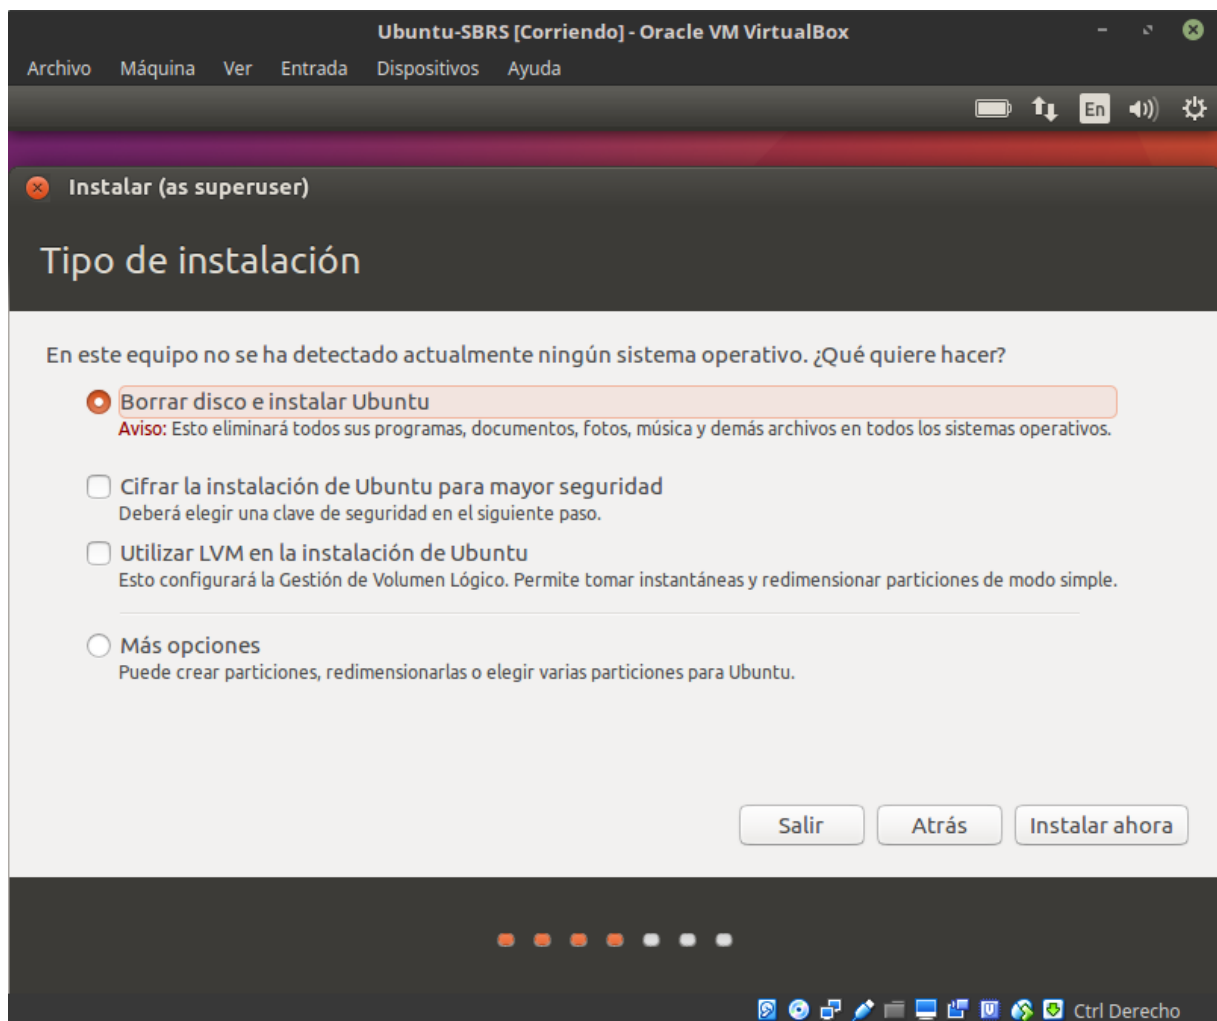 Ubuntu-SBRS [Corriendo] - Oracle VM VirtualBox
Archivo Máquina Ver Entrada Dispositivos Ayuda
En
Instalar (as superuser)
Tipo de instalación
En este equipo no se ha detectado actualmente ningún sistema operativo. ¿Qué quiere hacer?
Borrar disco e instalar Ubuntu
Aviso: Esto eliminará todos sus programas, documentos, fotos, música y demás archivos en todos los sistemas operativos.
Cifrar la instalación de Ubuntu para mayor seguridad
Deberá elegir una clave de seguridad en el siguiente paso.
Utilizar LVM en la instalación de Ubuntu
Esto configurará la Gestión de Volumen Lógico. Permite tomar instantáneas y redimensionar particiones de modo simple.
Más opciones
Puede crear particiones, redimensionarlas o elegir varias particiones para Ubuntu.
Salir Atrás Instalar ahora
Ctrl Derecho